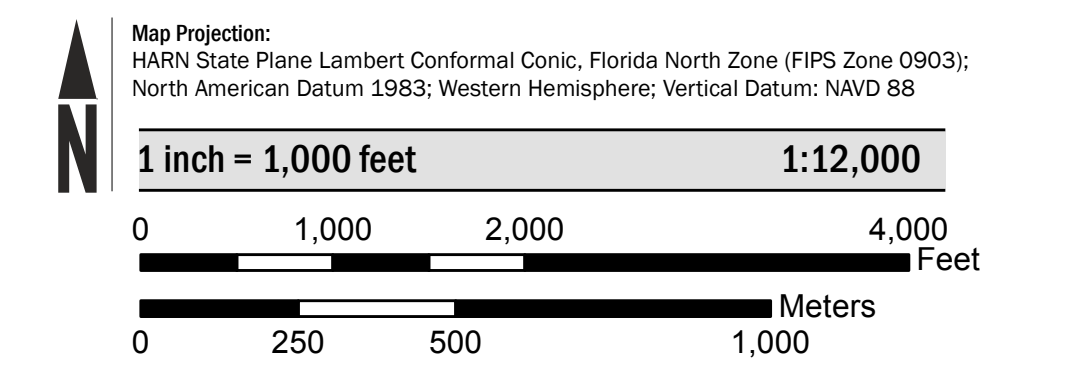 N
Map Projection:
HARN State Plane Lambert Conformal Conic, Florida North Zone (FIPS Zone 0903);
North American Datum 1983; Western Hemisphere; Vertical Datum: NAVD 88
1 inch = 1,000 feet 1:12,000
0 1,000 2,000 4,000
Feet
Meters
0 250 500 1,000